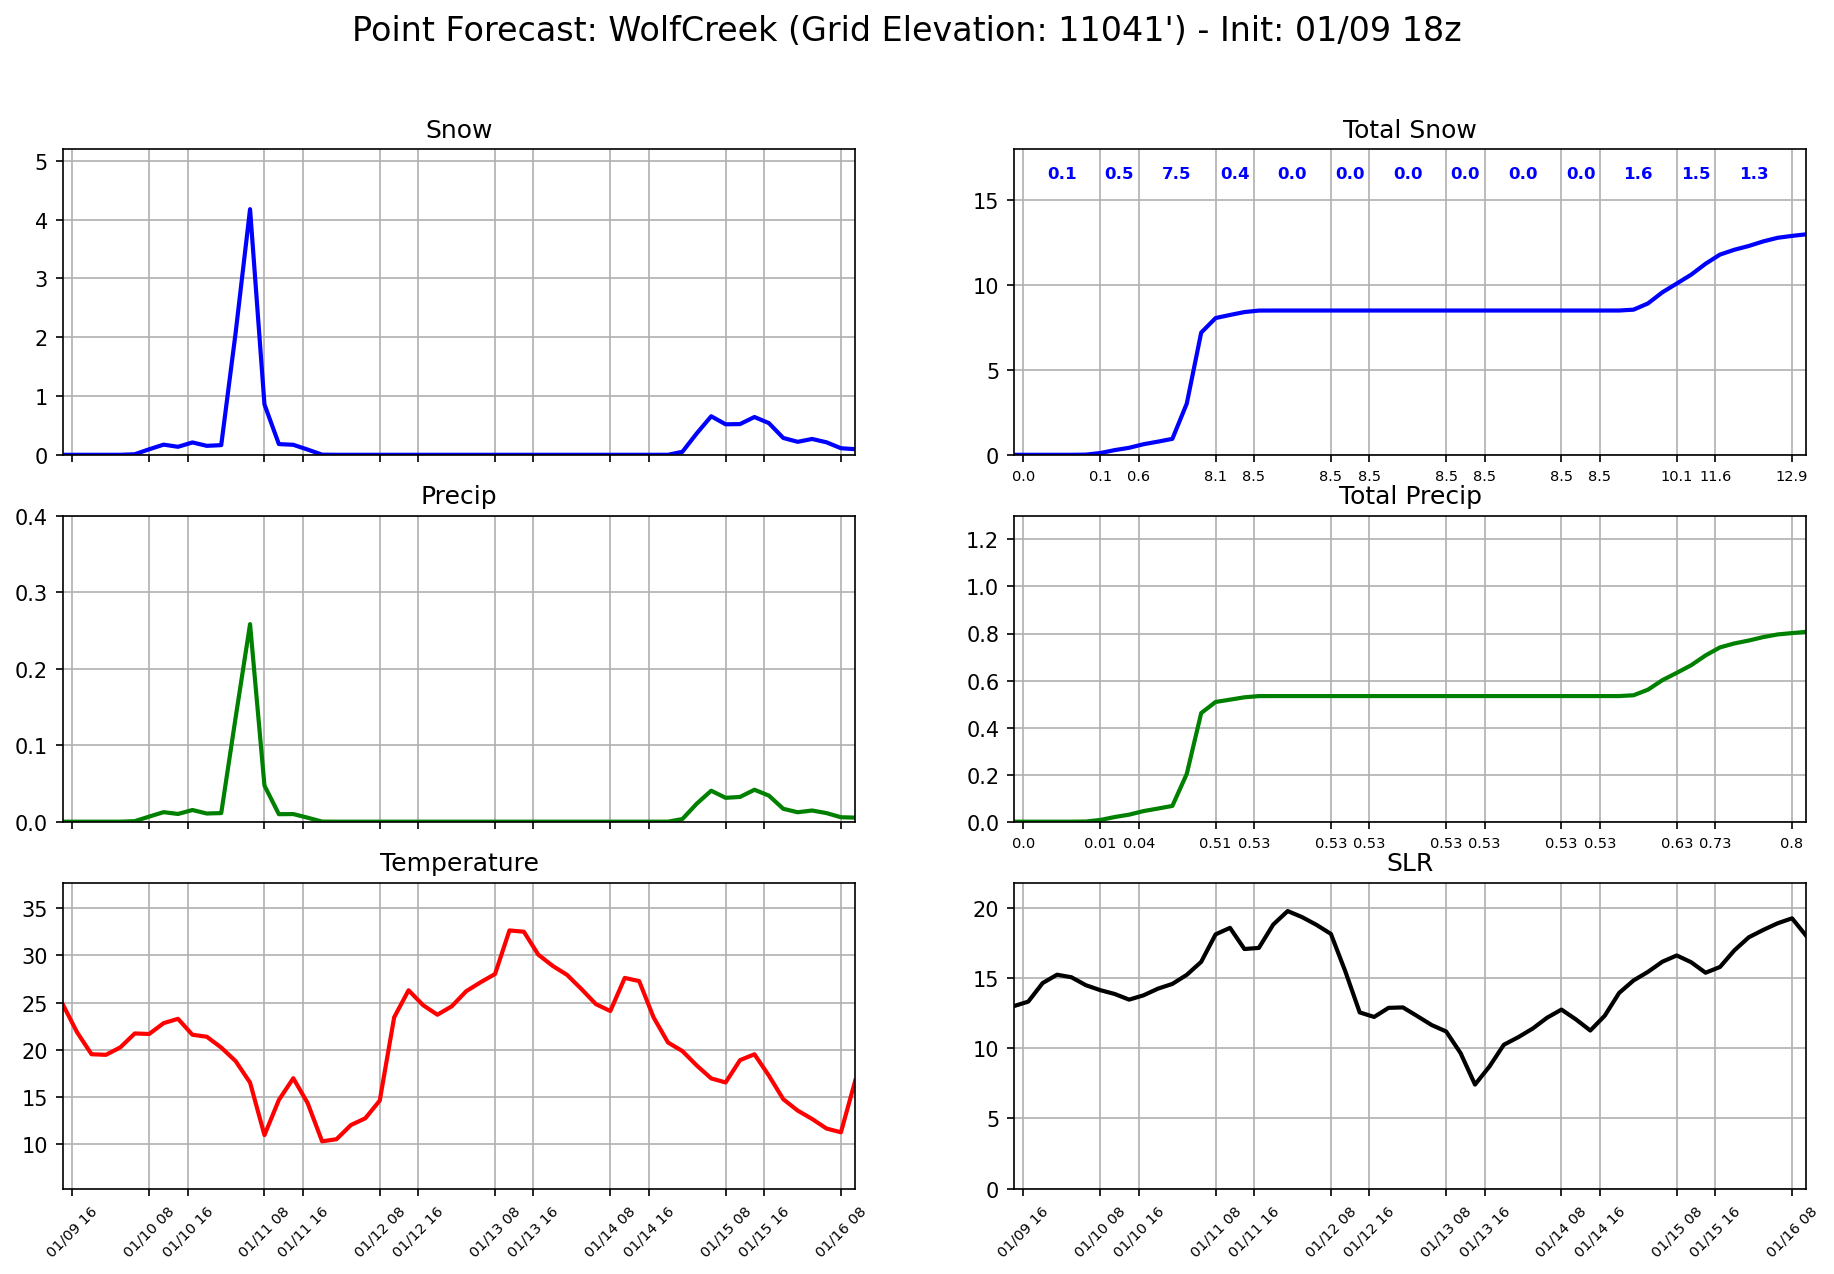 Point Forecast: WolfCreek (Grid Elevation: 11041') - Init: 01/09 18z
Snow
5
4
3
2
1
0
Total Snow
0.1 0.5 7.5 0.4 0.0 0.0 0.0 0.0 0.0 0.0 1.6 1.5 1.3
15
10
5
0
0.0 0.1 0.6 8.1 8.5 8.5 8.5 8.5 8.5 8.5 8.5 10.1 11.6 12.9
Precip
0.4
0.3
0.2
0.1
0.0
Total Precip
1.2
1.0
0.8
0.6
0.4
0.2
0.0
0.0 0.01 0.04 0.51 0.53 0.53 0.53 0.53 0.53 0.53 0.53 0.63 0.73 0.8
Temperature
35
30
25
20
15
10
01/09 16 01/10 08 01/10 16 01/11 08 01/11 16 01/12 08 01/12 16 01/13 08 01/13 16 01/14 08 01/14 16 01/15 08 01/15 16 01/16 08
SLR
20
15
10
5
0
01/09 16 01/10 08 01/10 16 01/11 08 01/11 16 01/12 08 01/12 16 01/13 08 01/13 16 01/14 08 01/14 16 01/15 08 01/15 16 01/16 08